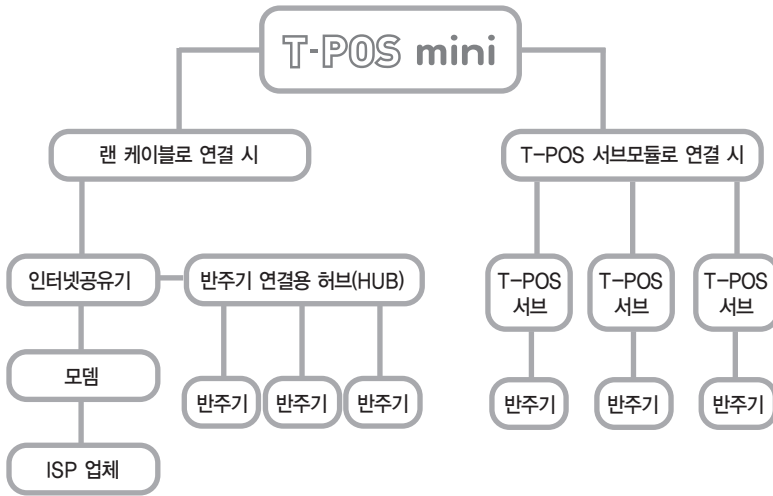 T-POS mini
랜 케이블로 연결 시
T-POS 서브모듈로 연결 시
인터넷공유기
반주기 연결용 허브(HUB)
T-POS
서브
T-POS
서브
T-POS
서브
모뎀
반주기
반주기
반주기
반주기
반주기
반주기
ISP 업체